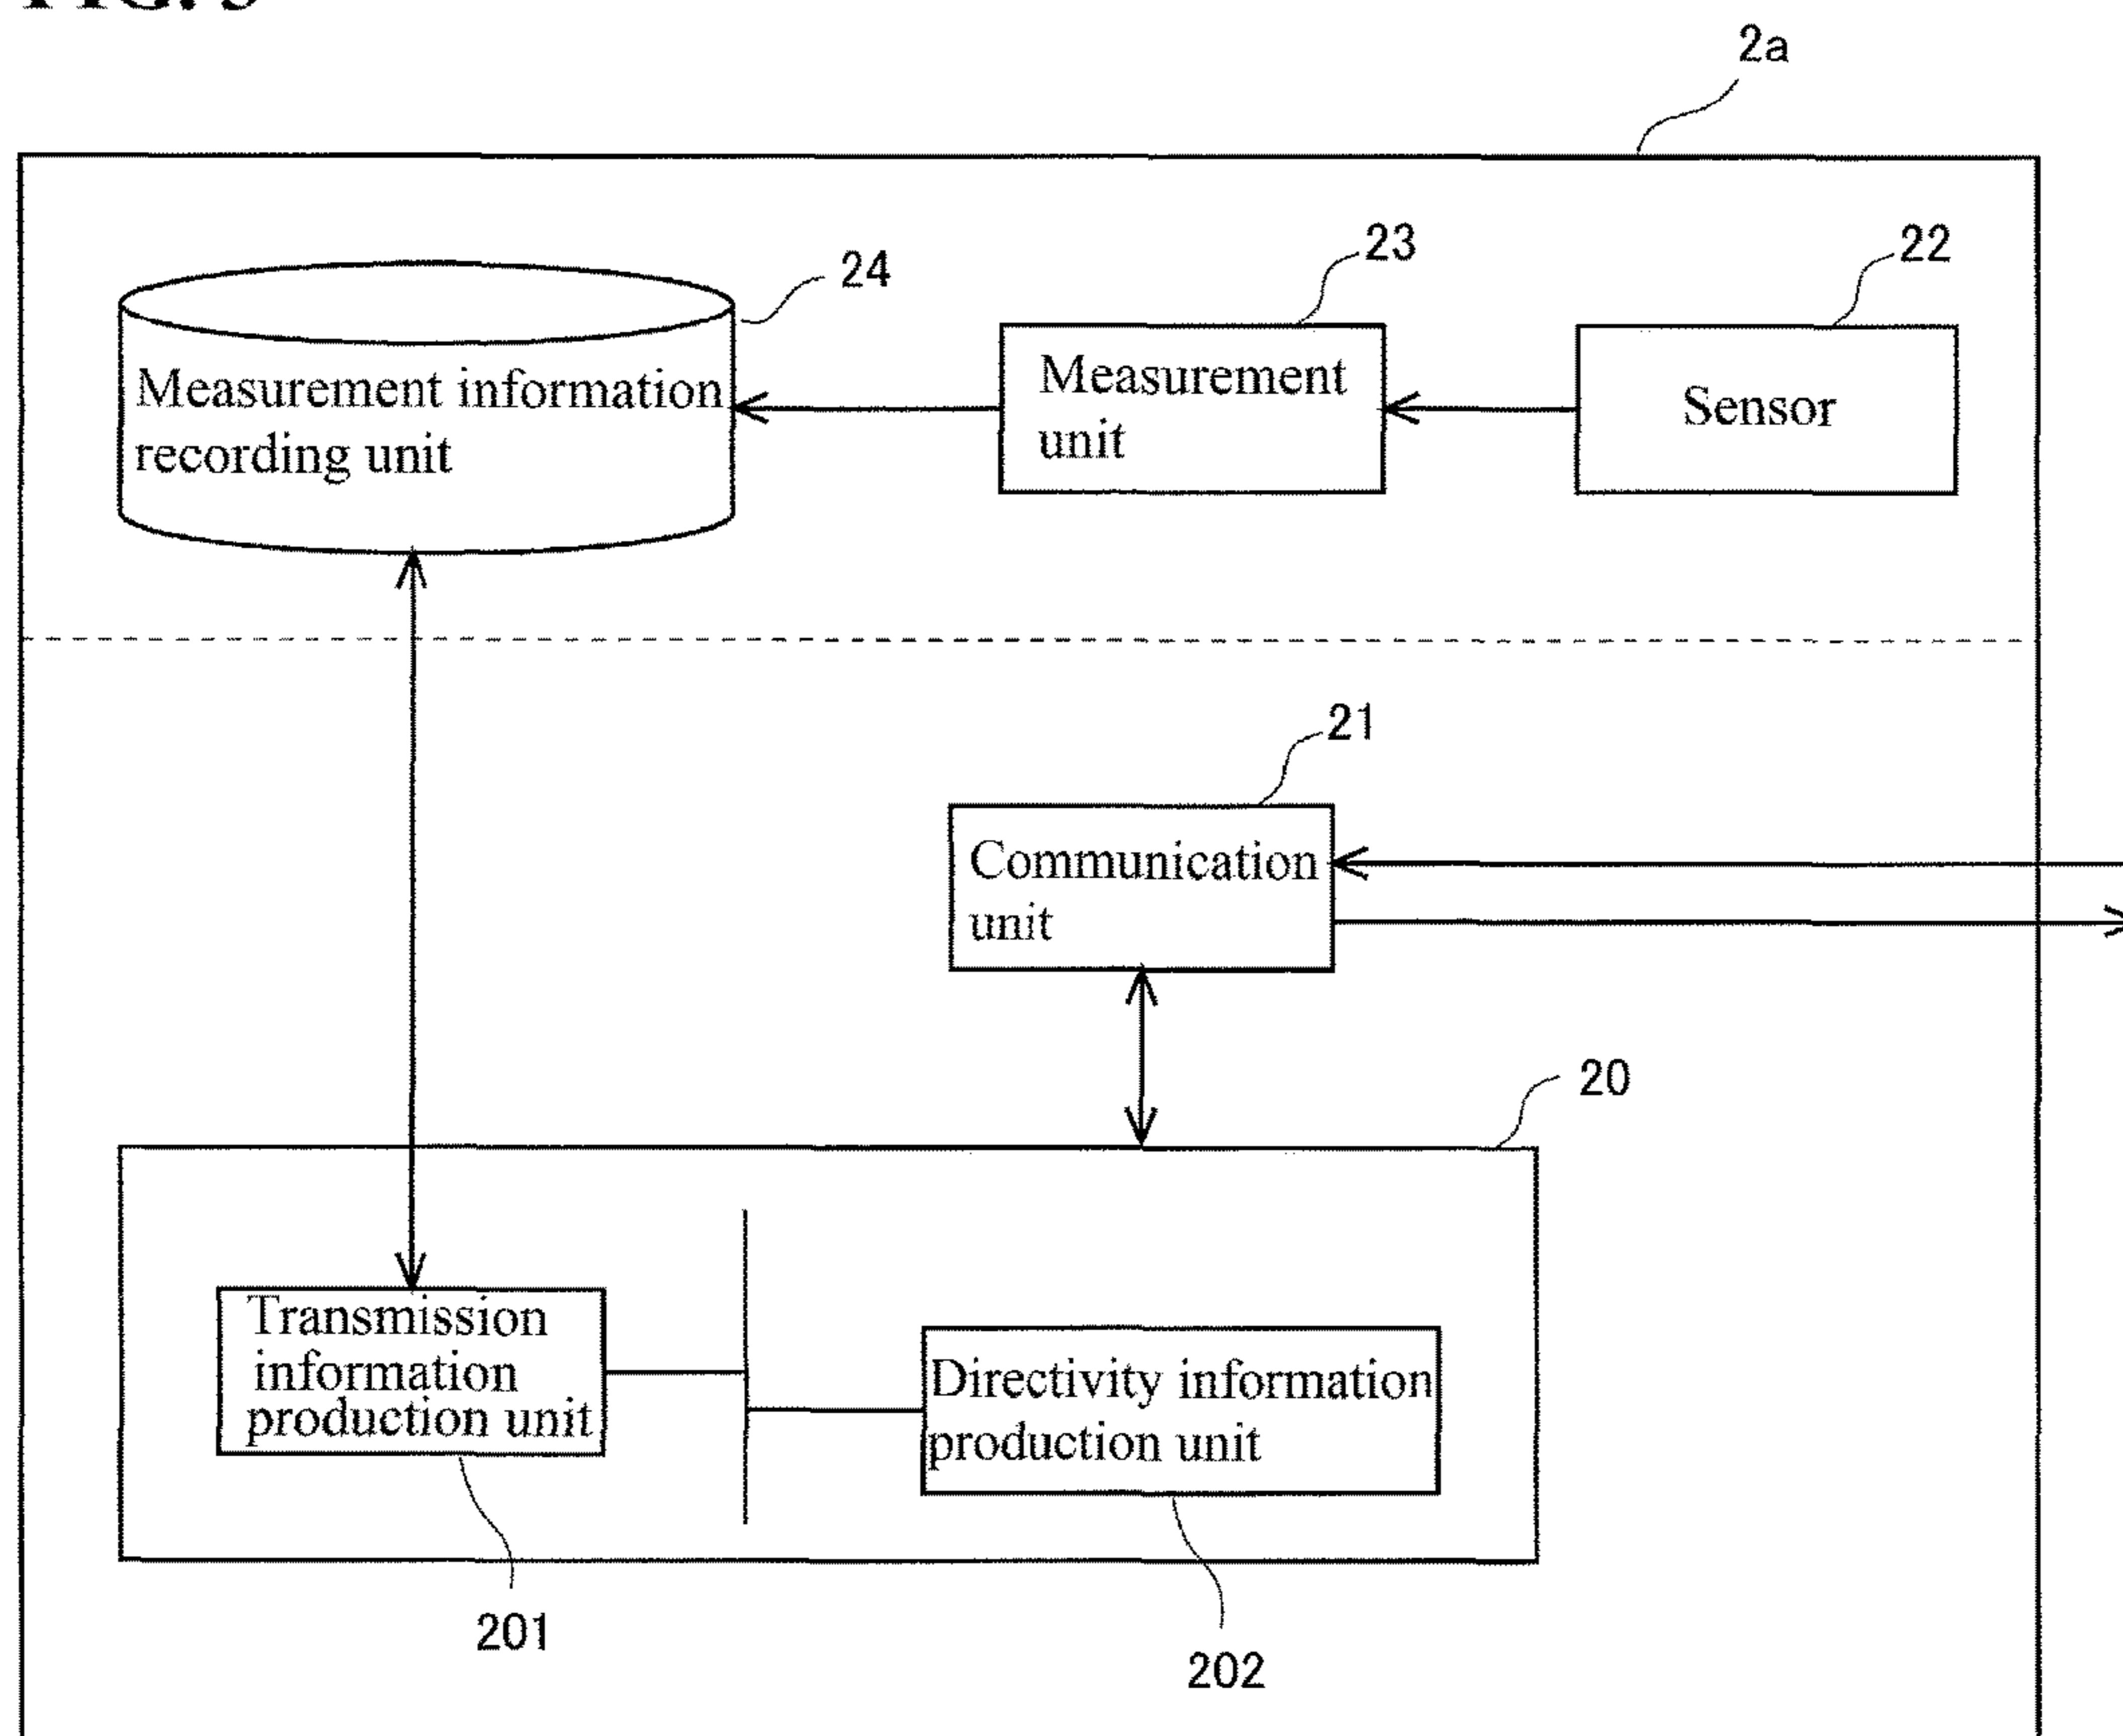 2a
24
23
22
Measurement information
recording unit
Measurement
unit
Sensor
21
Communication
unit
20
Transmission
information
production unit
Directivity information
production unit
201
202